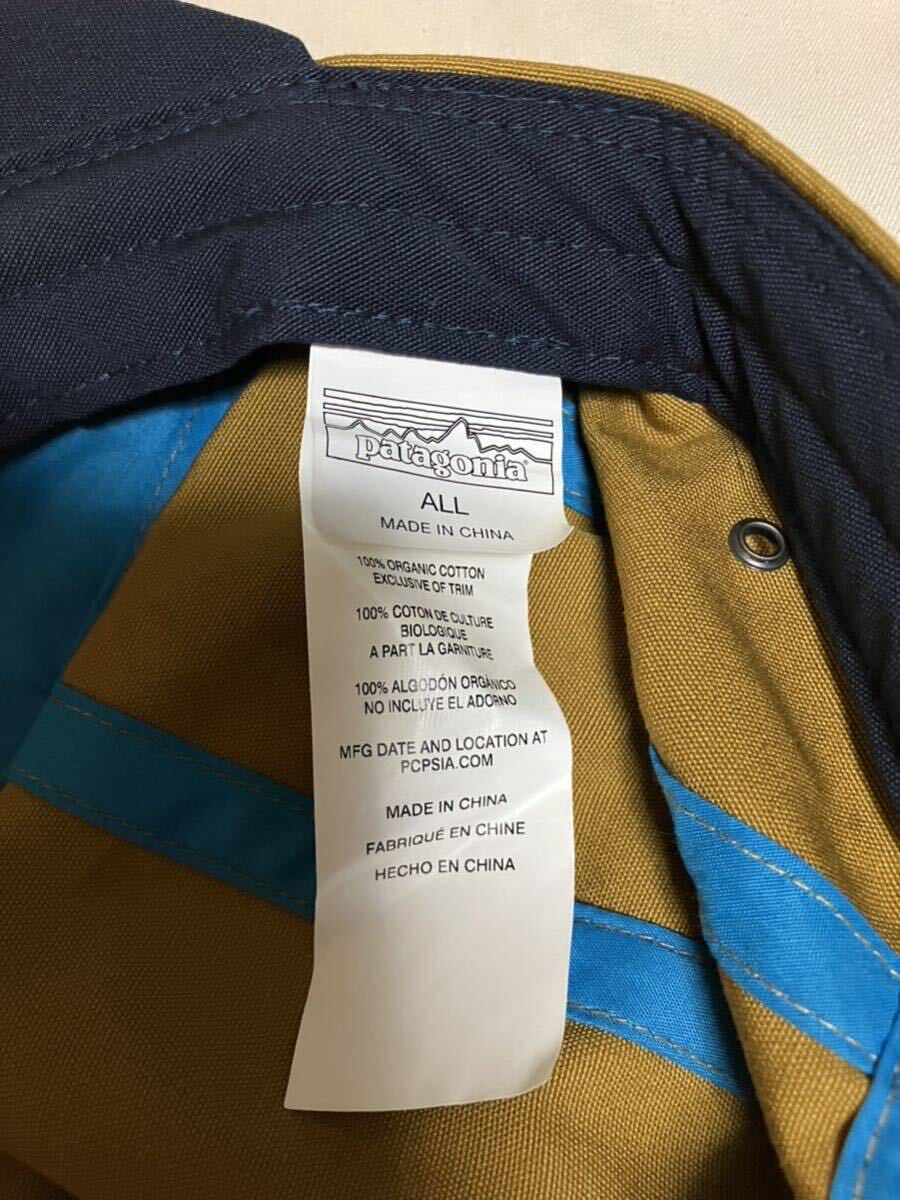 patagonia®
ALL
MADE IN CHINA
100% ORGANIC COTTON
EXCLUSIVE OF TRIM
100% COTON DE CULTURE
BIOLOGIQUE
A PART LA GARNITURE
100% ALGODÓN ORGÁNICO
NO INCLUYE EL ADORNO
MFG DATE AND LOCATION AT
PCPSIA.COM
MADE IN CHINA
FABRIQUÉ EN CHINE
HECHO EN CHINA